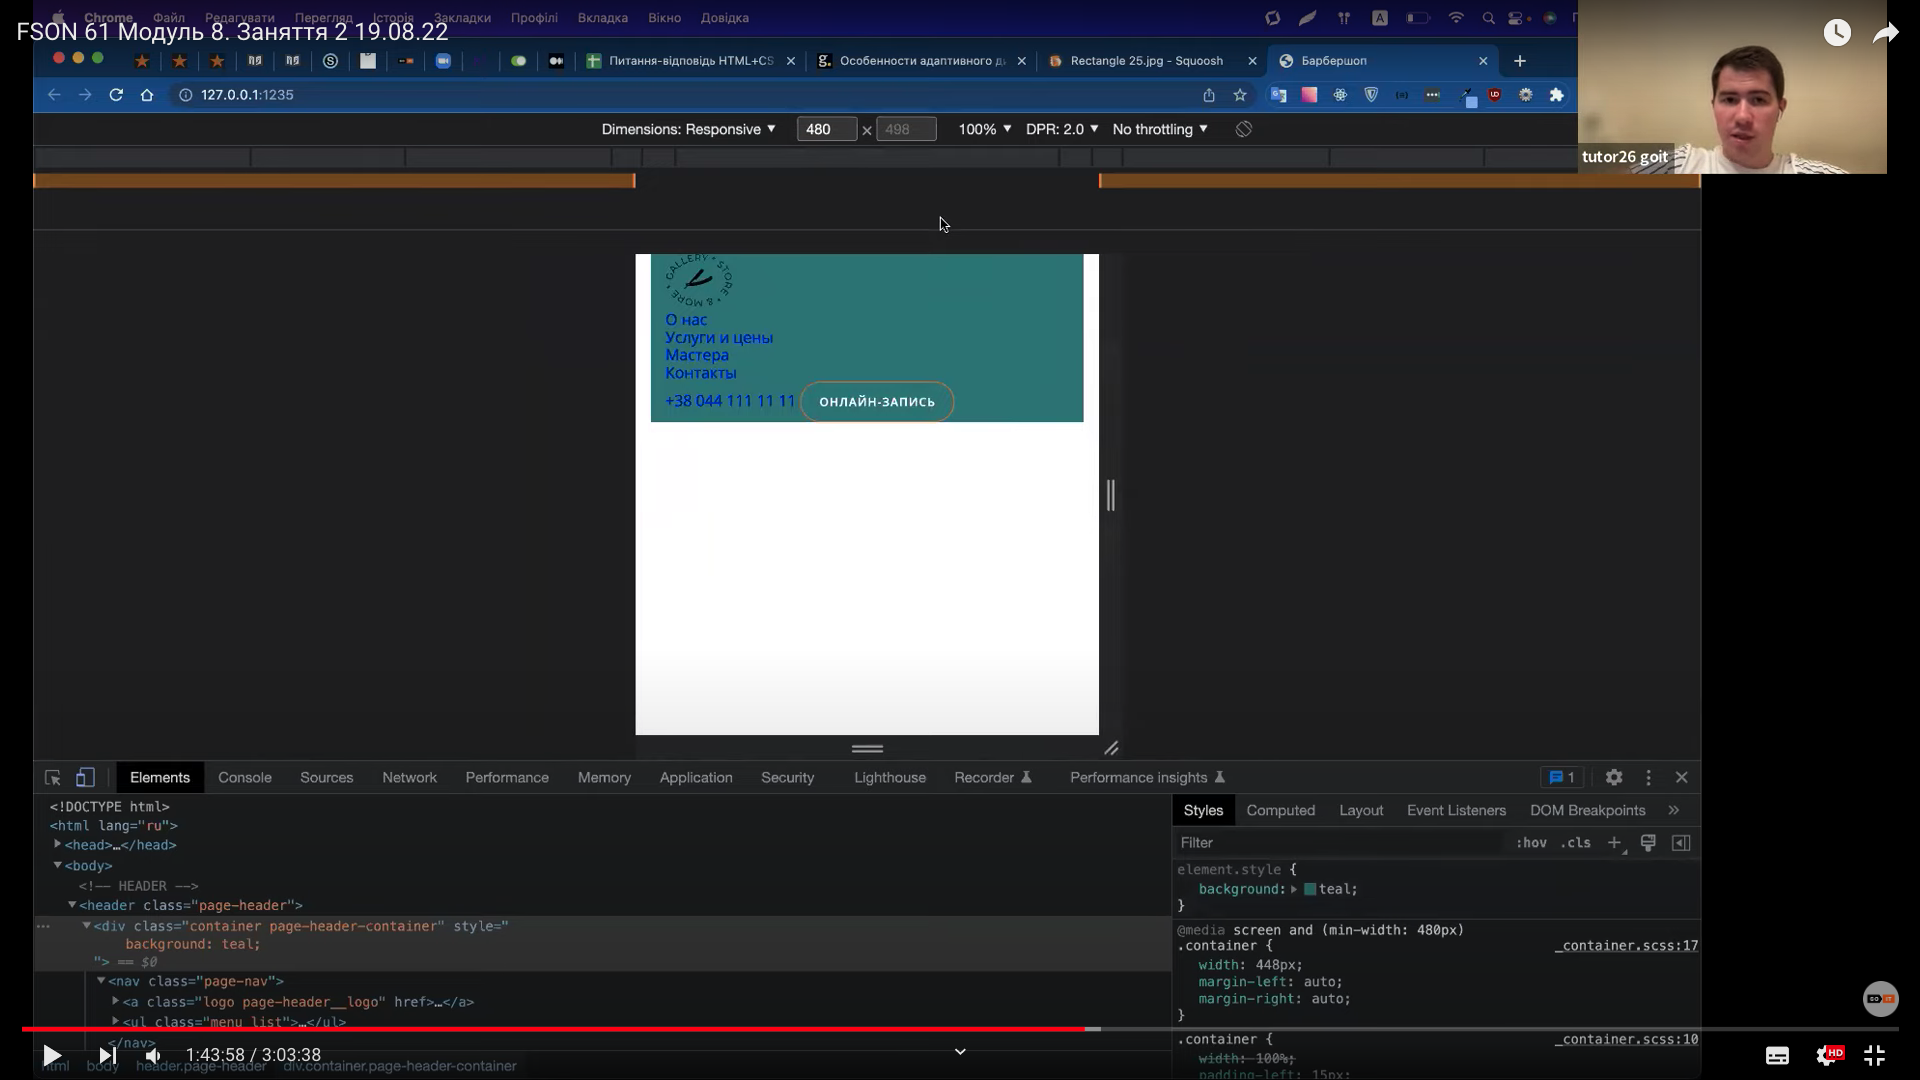 Chrome Файл Редагувати Перегляд Історія Закладки Профілі Вкладка Вікно Довідка
FSON 61 Модуль 8. Заняття 2 19.08.22
Питання-відповідь HTML+CS
Особенности адаптивного ди
Rectangle 25.jpg - Squoosh
Барбершоп
127.0.0.1:1235
Dimensions: Responsive 480 × 498 100% DPR: 2.0 No throttling
tutor26 goit
GALLERY • STORE • & MORE •
О нас
Услуги и цены
Мастера
Контакты
+38 044 111 11 11 ОНЛАЙН-ЗАПИСЬ
Elements Console Sources Network Performance Memory Application Security Lighthouse Recorder Performance insights 1
<!DOCTYPE html>
<html lang="ru">
<head>…</head>
<body>
<!-- HEADER -->
<header class="page-header">
<div class="container page-header-container" style="
background: teal;
"> == $0
<nav class="page-nav">
<a class="logo page-header__logo" href>…</a>
<ul class="menu list">…</ul>
</nav>
html body header.page-header div.container.page-header-container
Styles Computed Layout Event Listeners DOM Breakpoints
Filter :hov .cls
element.style {
background: teal;
}
@media screen and (min-width: 480px)
.container { _container.scss:17
width: 448px;
margin-left: auto;
margin-right: auto;
}
.container { _container.scss:10
width: 100%;
padding-left: 15px;
1:43:58 / 3:03:38
HD
GO IT